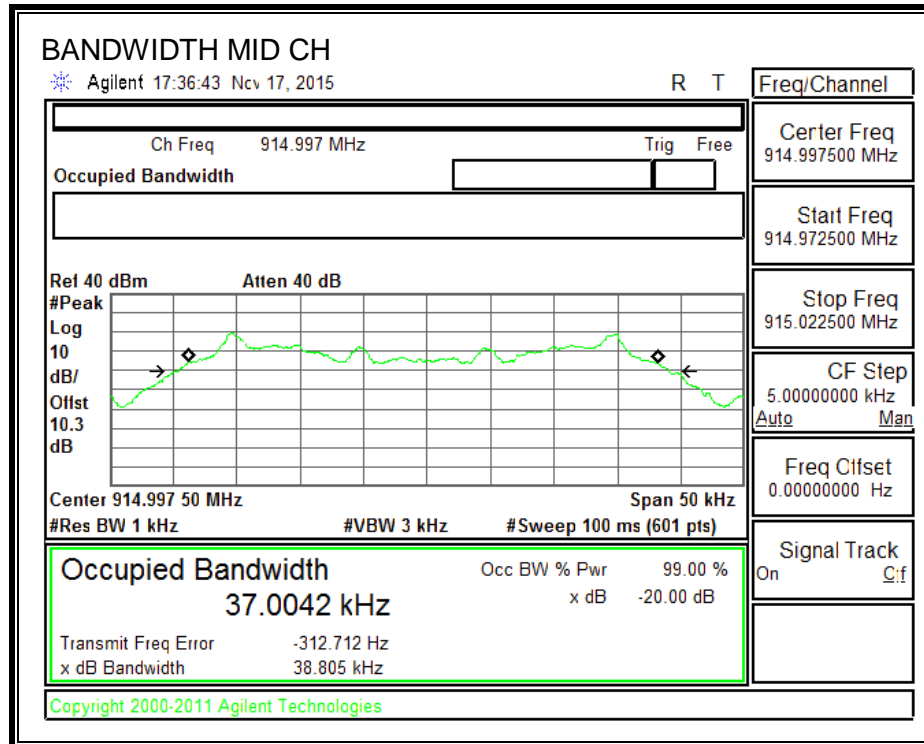 BANDWIDTH MID CH
Agilent 17:36:43 Nov 17, 2015 R T
Freq/Channel
Ch Freq 914.997 MHz Trig Free
Occupied Bandwidth
Center Freq
914.997500 MHz
Start Freq
914.972500 MHz
Stop Freq
915.022500 MHz
CF Step
5.00000000 kHz
Auto Man
Freq Offset
0.00000000 Hz
Signal Track
On Off
Ref 40 dBm Atten 40 dB
#Peak
Log
10
dB/
Offst
10.3
dB
Center 914.997 50 MHz Span 50 kHz
#Res BW 1 kHz #VBW 3 kHz #Sweep 100 ms (601 pts)
Occupied Bandwidth
37.0042 kHz
Occ BW % Pwr 99.00 %
x dB -20.00 dB
Transmit Freq Error -312.712 Hz
x dB Bandwidth 38.805 kHz
Copyright 2000-2011 Agilent Technologies